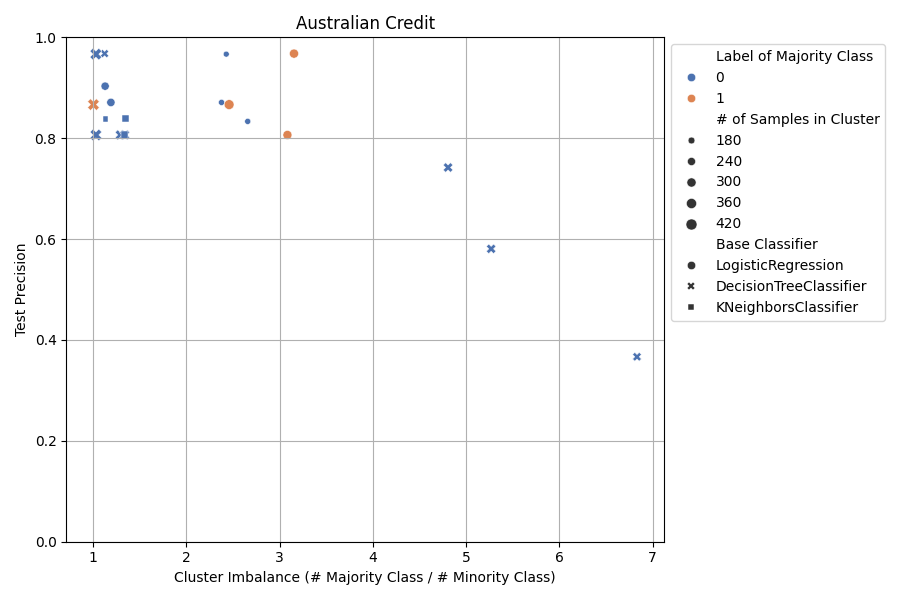 Australian Credit
Test Precision
1.0
0.8
0.6
0.4
0.2
0.0
1 2 3 4 5 6 7
Cluster Imbalance (# Majority Class / # Minority Class)
Label of Majority Class
0
1
# of Samples in Cluster
180
240
300
360
420
Base Classifier
LogisticRegression
DecisionTreeClassifier
KNeighborsClassifier